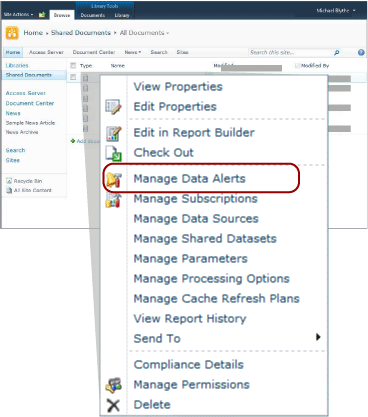 Library Tools
Michael Blythe
Site Actions
Browse
Documents
Library
Home
Shared Documents
All Documents
Home
Access Server
Document Center
News
Search
Sites
Search this site...
Libraries
Shared Documents
Access Server
Document Center
News
Sample News Article
News Archive
Search
Sites
Recycle Bin
All Site Content
Type
Name
Modified
Modified By
Add
View Properties
Edit Properties
Edit in Report Builder
Check Out
Manage Data Alerts
Manage Subscriptions
Manage Data Sources
Manage Shared Datasets
Manage Parameters
Manage Processing Options
Manage Cache Refresh Plans
View Report History
Send To
Compliance Details
Manage Permissions
Delete